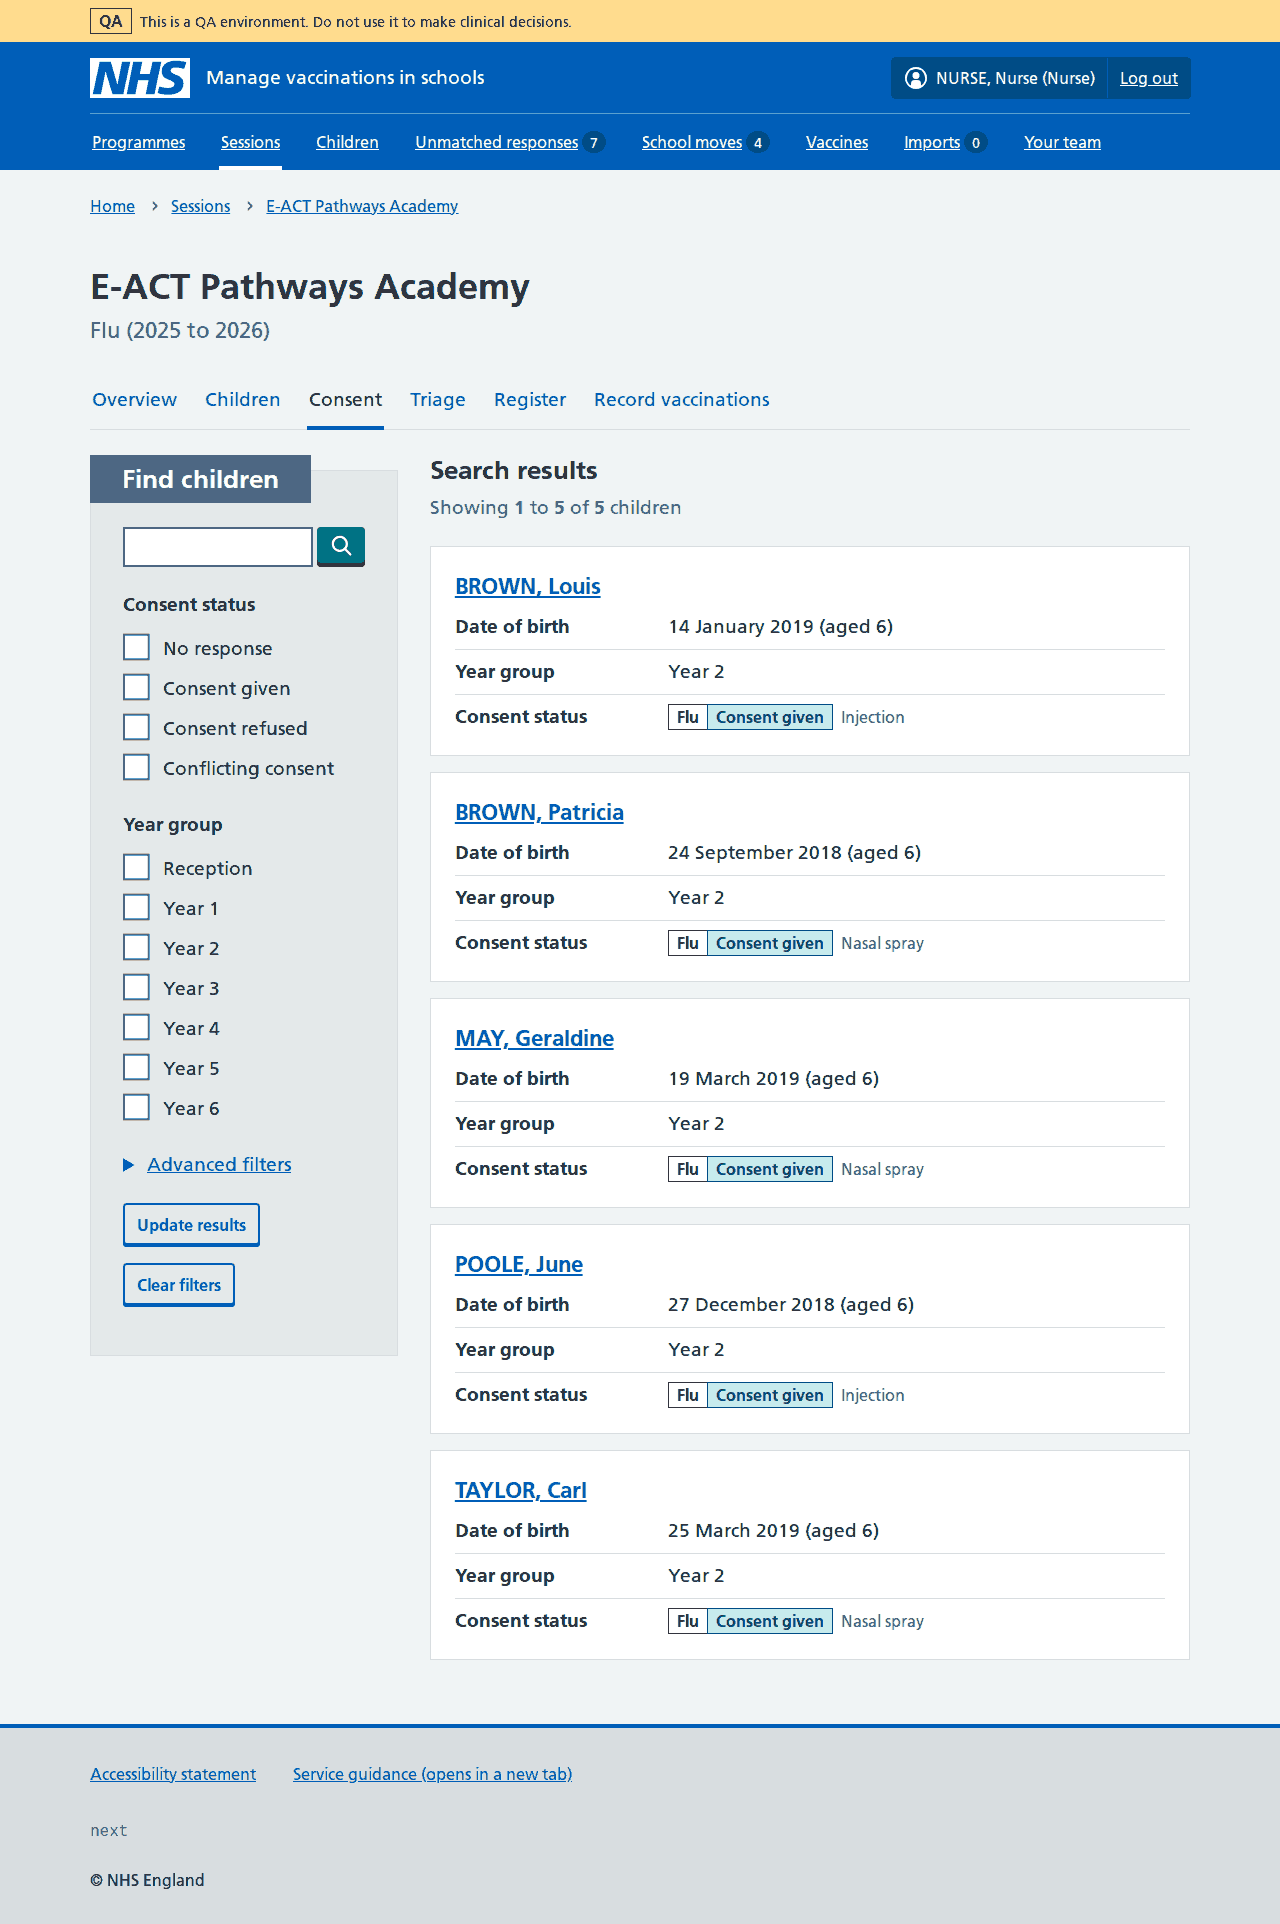 QA This is a QA environment. Do not use it to make clinical decisions.
NHS Manage vaccinations in schools NURSE, Nurse (Nurse) Log out
Programmes Sessions Children Unmatched responses 7 School moves 4 Vaccines Imports 0 Your team
Home › Sessions › E-ACT Pathways Academy
E-ACT Pathways Academy
Flu (2025 to 2026)
Overview Children Consent Triage Register Record vaccinations
Find children
Consent status
No response
Consent given
Consent refused
Conflicting consent
Year group
Reception
Year 1
Year 2
Year 3
Year 4
Year 5
Year 6
Advanced filters
Update results
Clear filters
Search results
Showing 1 to 5 of 5 children
BROWN, Louis
Date of birth 14 January 2019 (aged 6)
Year group Year 2
Consent status Flu Consent given Injection
BROWN, Patricia
Date of birth 24 September 2018 (aged 6)
Year group Year 2
Consent status Flu Consent given Nasal spray
MAY, Geraldine
Date of birth 19 March 2019 (aged 6)
Year group Year 2
Consent status Flu Consent given Nasal spray
POOLE, June
Date of birth 27 December 2018 (aged 6)
Year group Year 2
Consent status Flu Consent given Injection
TAYLOR, Carl
Date of birth 25 March 2019 (aged 6)
Year group Year 2
Consent status Flu Consent given Nasal spray
Accessibility statement Service guidance (opens in a new tab)
next
© NHS England